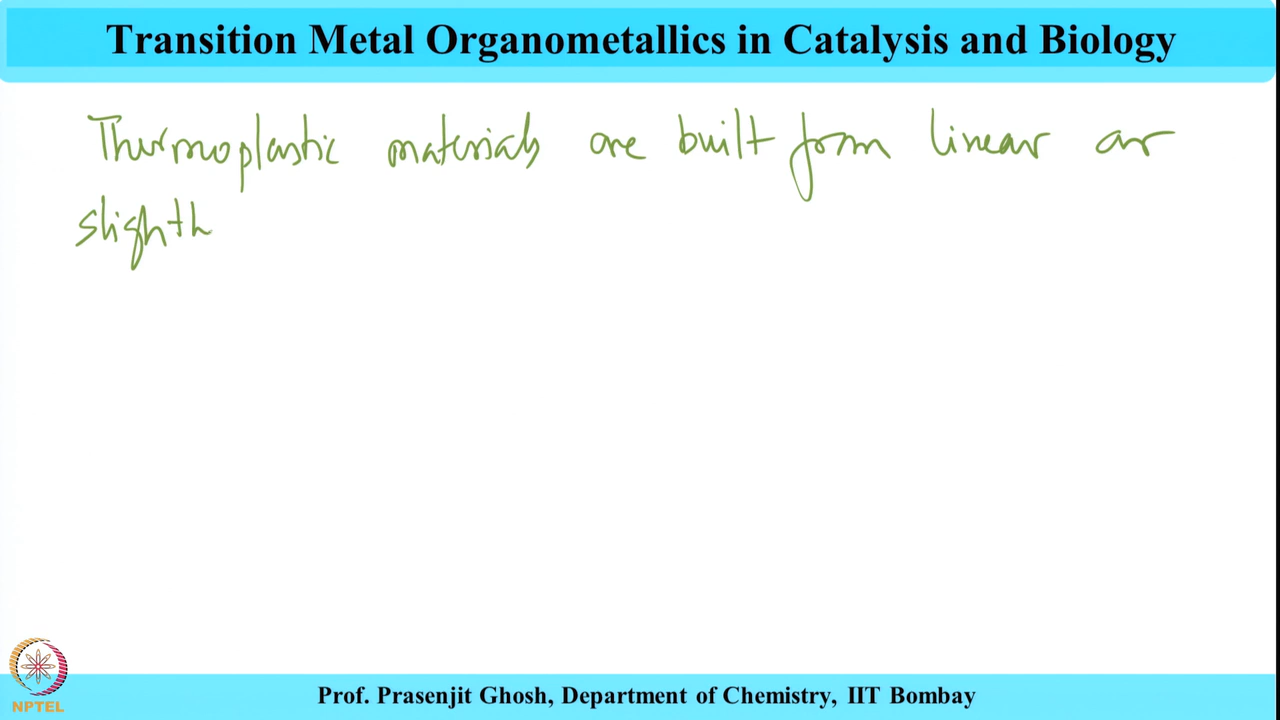 Transition Metal Organometallics in Catalysis and Biology
Thermoplastic materials are built from linear or
slighth
NPTEL
Prof. Prasenjit Ghosh, Department of Chemistry, IIT Bombay